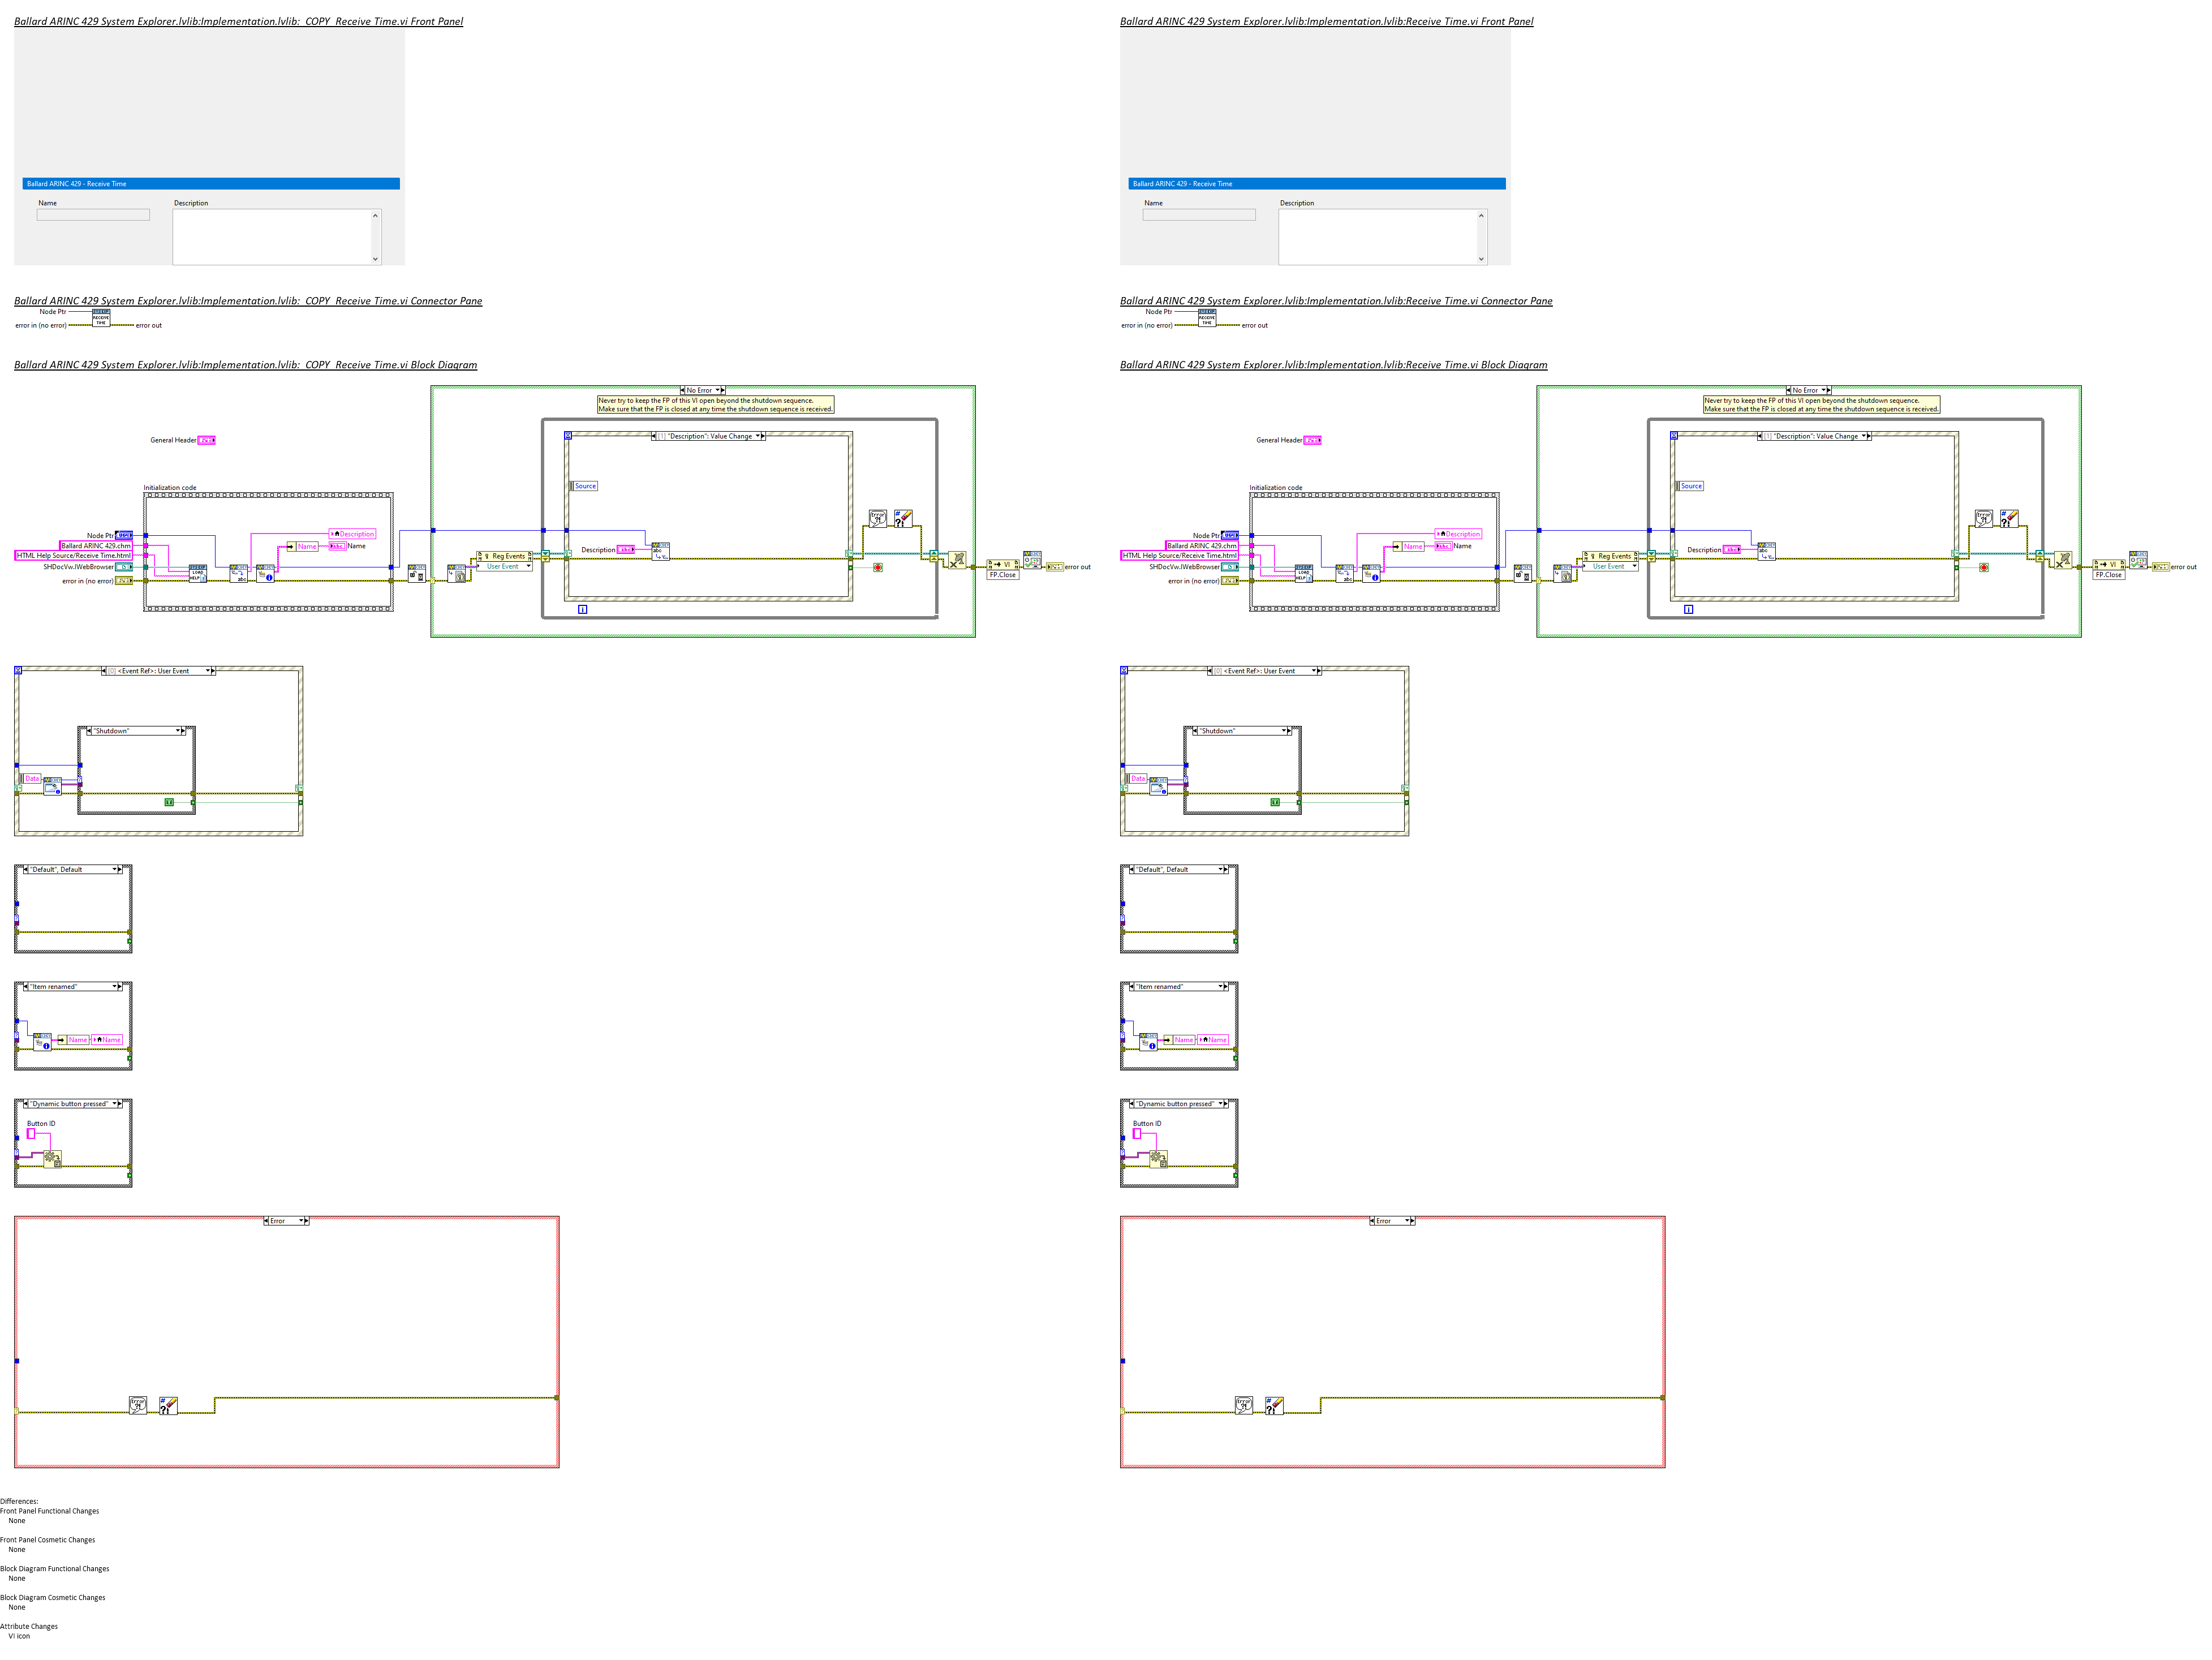 Ballard ARINC 429 System Explorer.lvlib:Implementation.lvlib:_COPY_Receive Time.vi Front Panel
Ballard ARINC 429 - Receive Time
Name
Description
Ballard ARINC 429 System Explorer.lvlib:Implementation.lvlib:_COPY_Receive Time.vi Connector Pane
Node Ptr
RECEIVE
TIME
error in (no error)
error out
Ballard ARINC 429 System Explorer.lvlib:Implementation.lvlib:_COPY_Receive Time.vi Block Diagram
No Error
Never try to keep the FP of this VI open beyond the shutdown sequence.
Make sure that the FP is closed at any time the shutdown sequence is received.
General Header
[1] "Description": Value Change
Source
Initialization code
Node Ptr
Ballard ARINC 429.chm
HTML Help Source/Receive Time.html
SHDocVw.IWebBrowser
error in (no error)
LOAD
HELP
abc
Description
Name
Name
Reg Events
User Event
Description
abc
abc
Error
?!
#
?!
i
VI
FP.Close
error out
[0] <Event Ref>: User Event
"Shutdown"
Data
"Default", Default
"Item renamed"
Name
Name
"Dynamic button pressed"
Button ID
Error
Error
?!
#
?!
Differences:
Front Panel Functional Changes
None
Front Panel Cosmetic Changes
None
Block Diagram Functional Changes
None
Block Diagram Cosmetic Changes
None
Attribute Changes
VI icon
Ballard ARINC 429 System Explorer.lvlib:Implementation.lvlib:Receive Time.vi Front Panel
Ballard ARINC 429 - Receive Time
Name
Description
Ballard ARINC 429 System Explorer.lvlib:Implementation.lvlib:Receive Time.vi Connector Pane
Node Ptr
RECEIVE
TIME
error in (no error)
error out
Ballard ARINC 429 System Explorer.lvlib:Implementation.lvlib:Receive Time.vi Block Diagram
No Error
Never try to keep the FP of this VI open beyond the shutdown sequence.
Make sure that the FP is closed at any time the shutdown sequence is received.
General Header
[1] "Description": Value Change
Source
Initialization code
Node Ptr
Ballard ARINC 429.chm
HTML Help Source/Receive Time.html
SHDocVw.IWebBrowser
error in (no error)
LOAD
HELP
abc
Description
Name
Name
Reg Events
User Event
Description
abc
abc
Error
?!
#
?!
i
VI
FP.Close
error out
[0] <Event Ref>: User Event
"Shutdown"
Data
"Default", Default
"Item renamed"
Name
Name
"Dynamic button pressed"
Button ID
Error
Error
?!
#
?!